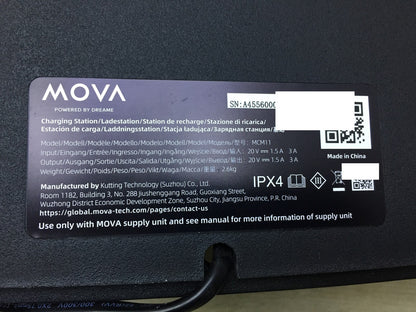 MOVA
POWERED BY DREAME
SN:A455600
Charging Station/Ladestation/Station de recharge/Stazione di ricarica/
Estación de carga/Laddningsstation/Stacja ładująca/Зарядная станция/
Model/Modell/Modèle/Modello/Modelo/Modell/Model/Модель/型号: MCM11
Input/Eingang/Entrée/Ingresso/Ingång/Wejście/Ввод/输入: 20 V⎓1.5 A 3 A
Output/Ausgang/Sortie/Uscita/Salida/Utgång/Wyjście/Вывод/输出: 20 V⎓1.5 A 3 A
Weight/Gewicht/Poids/Peso/Peso/Vikt/Waga/Масса/重量: 2.6kg
Made in China
Manufactured by Kutting Technology (Suzhou) Co., Ltd.
Room 1182, Building 3, No. 288 Jiushenggang Road, Guoxiang Street,
Wuzhong District Economic Development Zone, Suzhou City, Jiangsu Province, P.R. China
https://global.mova-tech.com/pages/contact-us
IPX4
III
Use only with MOVA supply unit and see manual for more information of supply unit